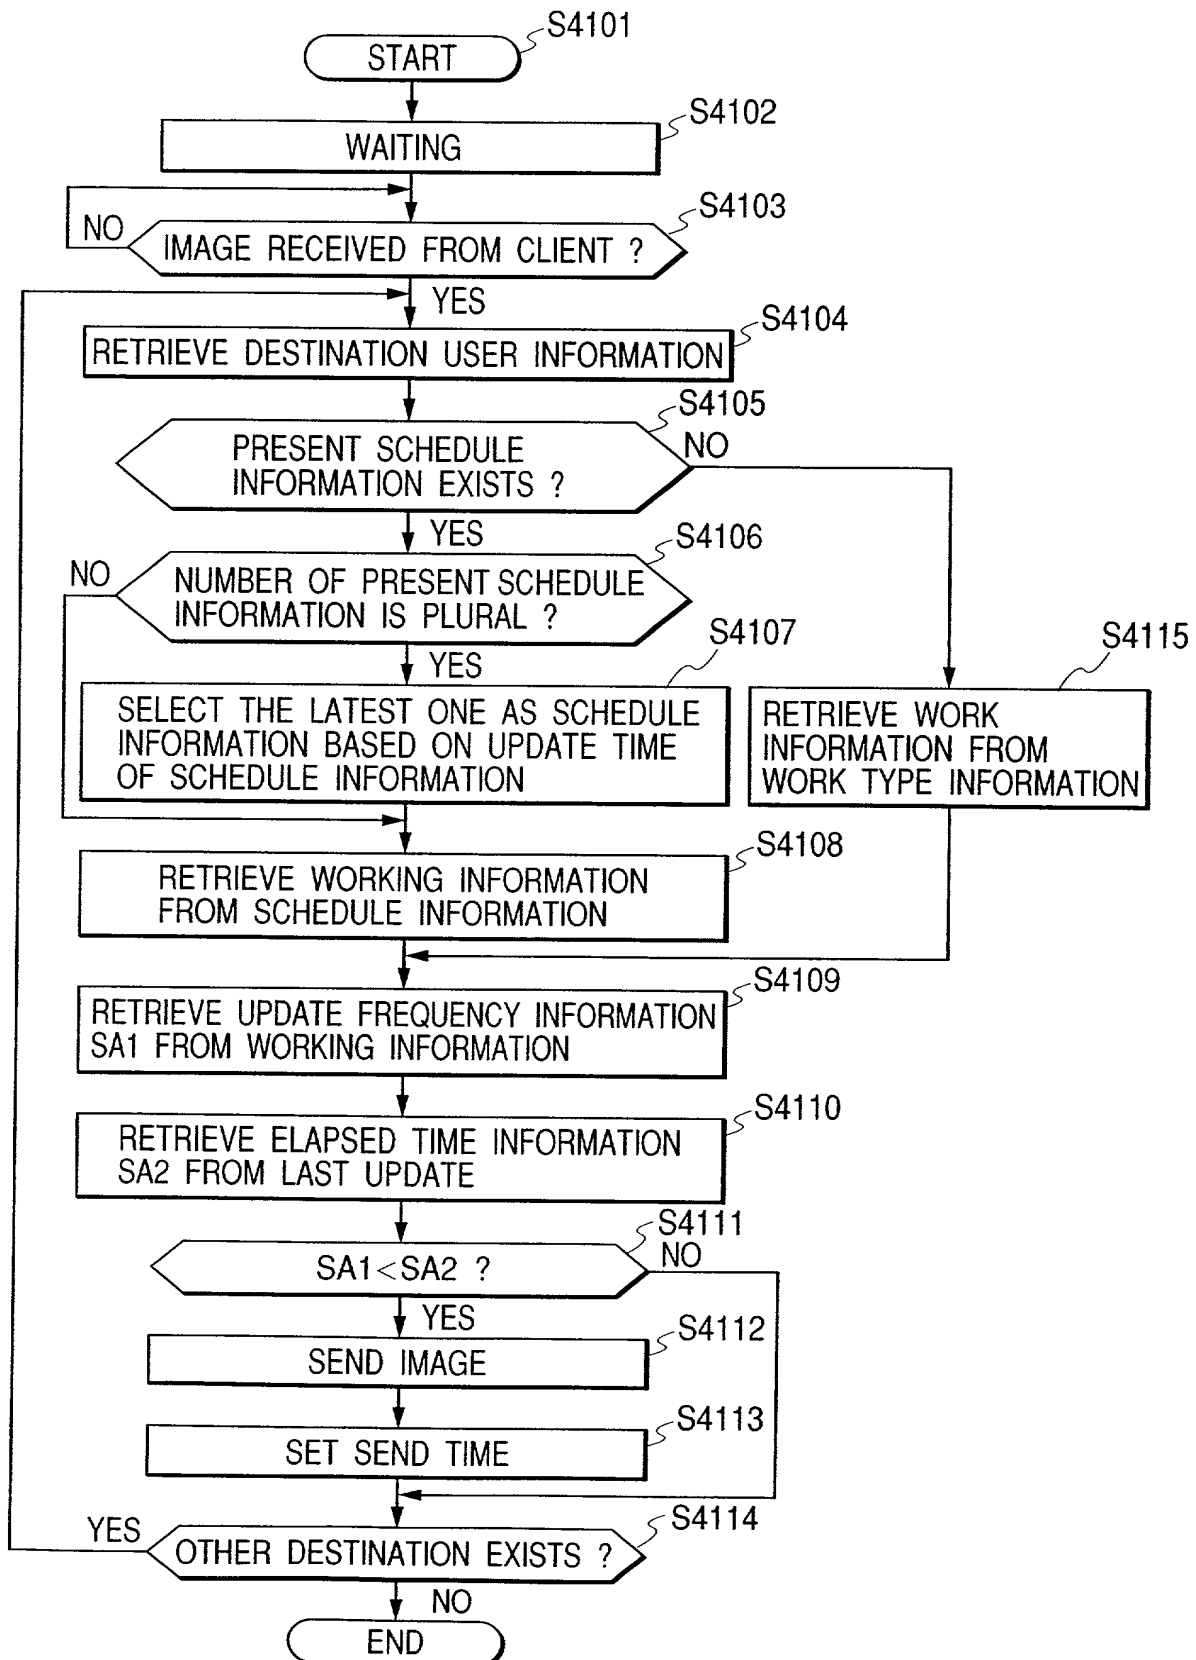 S4101
START
S4102
WAITING
S4103
NO
IMAGE RECEIVED FROM CLIENT ?
YES
S4104
RETRIEVE DESTINATION USER INFORMATION
S4105
NO
PRESENT SCHEDULE
INFORMATION EXISTS ?
YES
S4106
NO
NUMBER OF PRESENT SCHEDULE
INFORMATION IS PLURAL ?
YES
S4107
SELECT THE LATEST ONE AS SCHEDULE
INFORMATION BASED ON UPDATE TIME
OF SCHEDULE INFORMATION
S4115
RETRIEVE WORK
INFORMATION FROM
WORK TYPE INFORMATION
S4108
RETRIEVE WORKING INFORMATION
FROM SCHEDULE INFORMATION
S4109
RETRIEVE UPDATE FREQUENCY INFORMATION
SA1 FROM WORKING INFORMATION
S4110
RETRIEVE ELAPSED TIME INFORMATION
SA2 FROM LAST UPDATE
S4111
NO
SA1<SA2 ?
YES
S4112
SEND IMAGE
S4113
SET SEND TIME
S4114
YES
OTHER DESTINATION EXISTS ?
NO
END